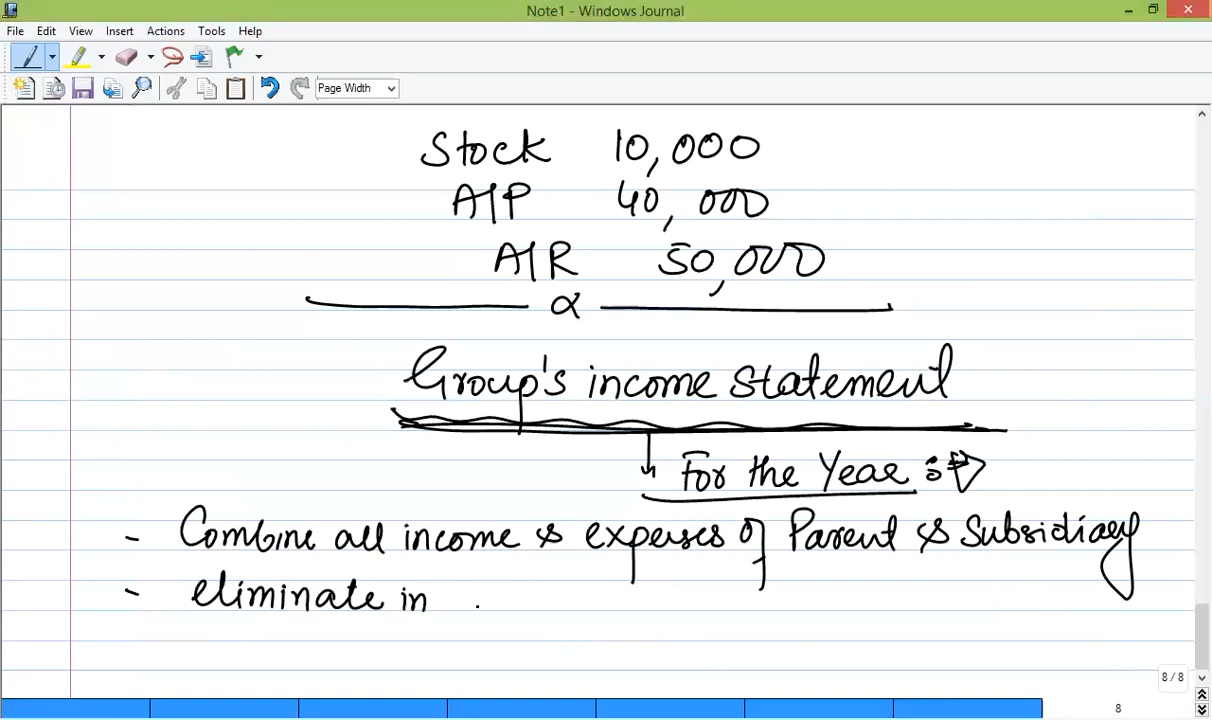 Note1 - Windows Journal
File Edit View Insert Actions Tools Help
Page Width
Stock 10,000
A/P 40,000
A/R 50,000
Group's income statement
For the Year :
- Combine all income & expenses of Parent & Subsidiary
- eliminate in
8 / 8
8